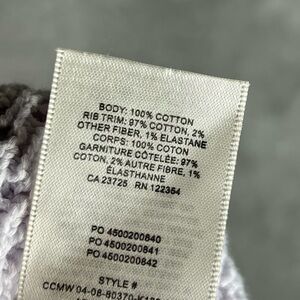 BODY: 100% COTTON
RIB TRIM: 97% COTTON, 2%
OTHER FIBER, 1% ELASTANE
CORPS: 100% COTON
GARNITURE CÔTELÉE: 97%
COTON, 2% AUTRE FIBRE, 1%
ÉLASTHANNE
CA 23725 RN 122364
PO 4500200840
PO 4500200841
PO 4500200842
STYLE #